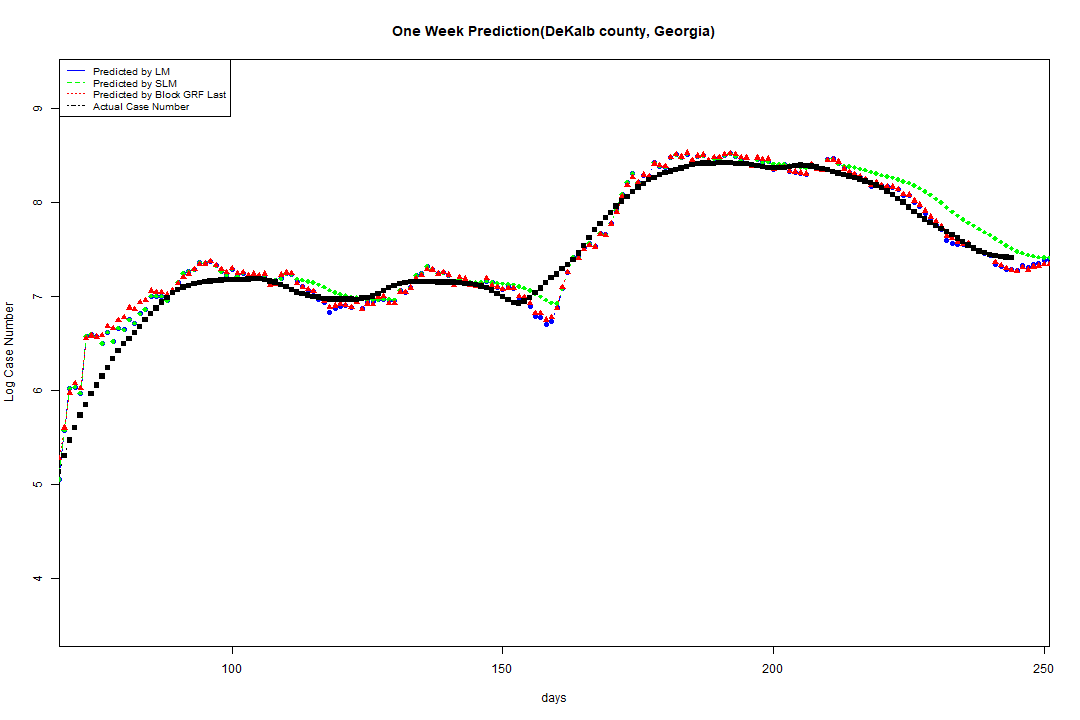 One Week Prediction(DeKalb county, Georgia)
Predicted by LM
Predicted by SLM
Predicted by Block GRF Last
Actual Case Number
9
8
7
6
5
4
Log Case Number
100
150
200
250
days